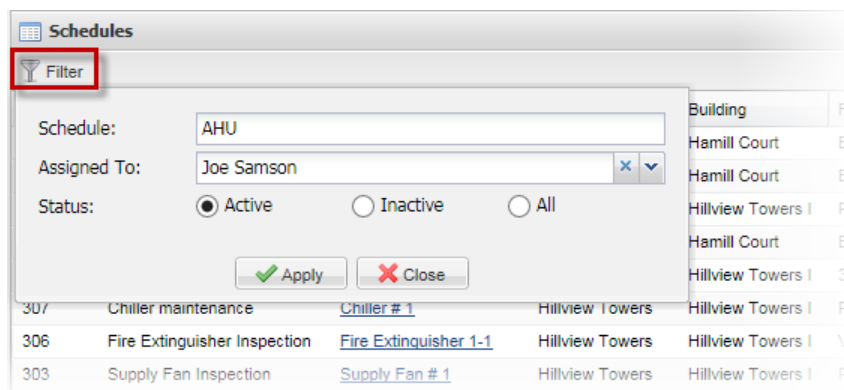 Schedules
Filter
Building
Schedule: AHU
Hamill Court
Assigned To: Joe Samson
Hamill Court
Status: Active Inactive All
Hillview Towers
Hamill Court
Apply Close
Hillview Towers
307 Chiller maintenance Chiller # 1 Hillview Towers Hillview Towers
306 Fire Extinguisher Inspection Fire Extinguisher 1-1 Hillview Towers Hillview Towers
303 Supply Fan Inspection Supply Fan # 1 Hillview Towers Hillview Towers